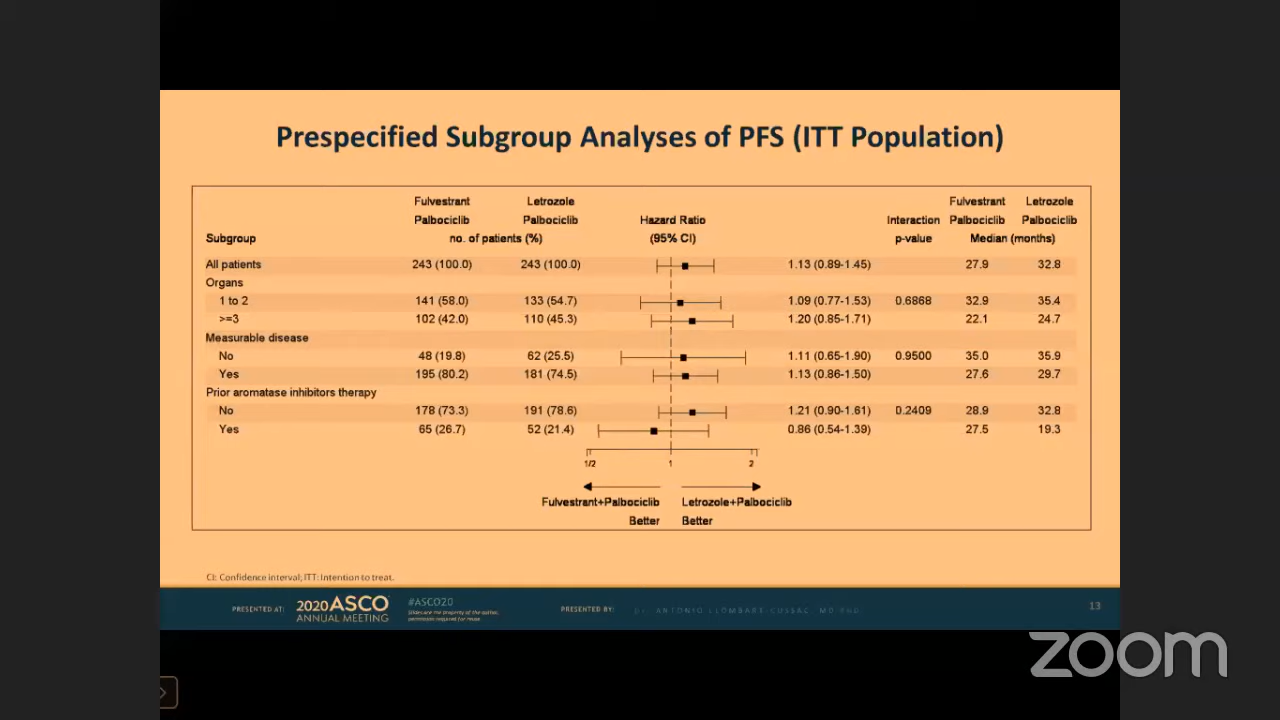 Prespecified Subgroup Analyses of PFS (ITT Population)
Fulvestrant Letrozole Fulvestrant Letrozole
Palbociclib Palbociclib Hazard Ratio Interaction Palbociclib Palbociclib
Subgroup no. of patients (%) (95% CI) p-value Median (months)
All patients 243 (100.0) 243 (100.0) 1.13 (0.89-1.45) 27.9 32.8
Organs
1 to 2 141 (58.0) 133 (54.7) 1.09 (0.77-1.53) 0.6868 32.9 35.4
>=3 102 (42.0) 110 (45.3) 1.20 (0.85-1.71) 22.1 24.7
Measurable disease
No 48 (19.8) 62 (25.5) 1.11 (0.65-1.90) 0.9500 35.0 35.9
Yes 195 (80.2) 181 (74.5) 1.13 (0.86-1.50) 27.6 29.7
Prior aromatase inhibitors therapy
No 178 (73.3) 191 (78.6) 1.21 (0.90-1.61) 0.2409 28.9 32.8
Yes 65 (26.7) 52 (21.4) 0.86 (0.54-1.39) 27.5 19.3
1/2 1 2
Fulvestrant+Palbociclib Letrozole+Palbociclib
Better Better
CI: Confidence interval; ITT: Intention to treat.
PRESENTED AT: 2020 ASCO ANNUAL MEETING
#ASCO20
Slides are the property of the author,
permission required for reuse.
PRESENTED BY: Dr. ANTONIO LLOMBART-CUSSAC, MD PhD
13
zoom